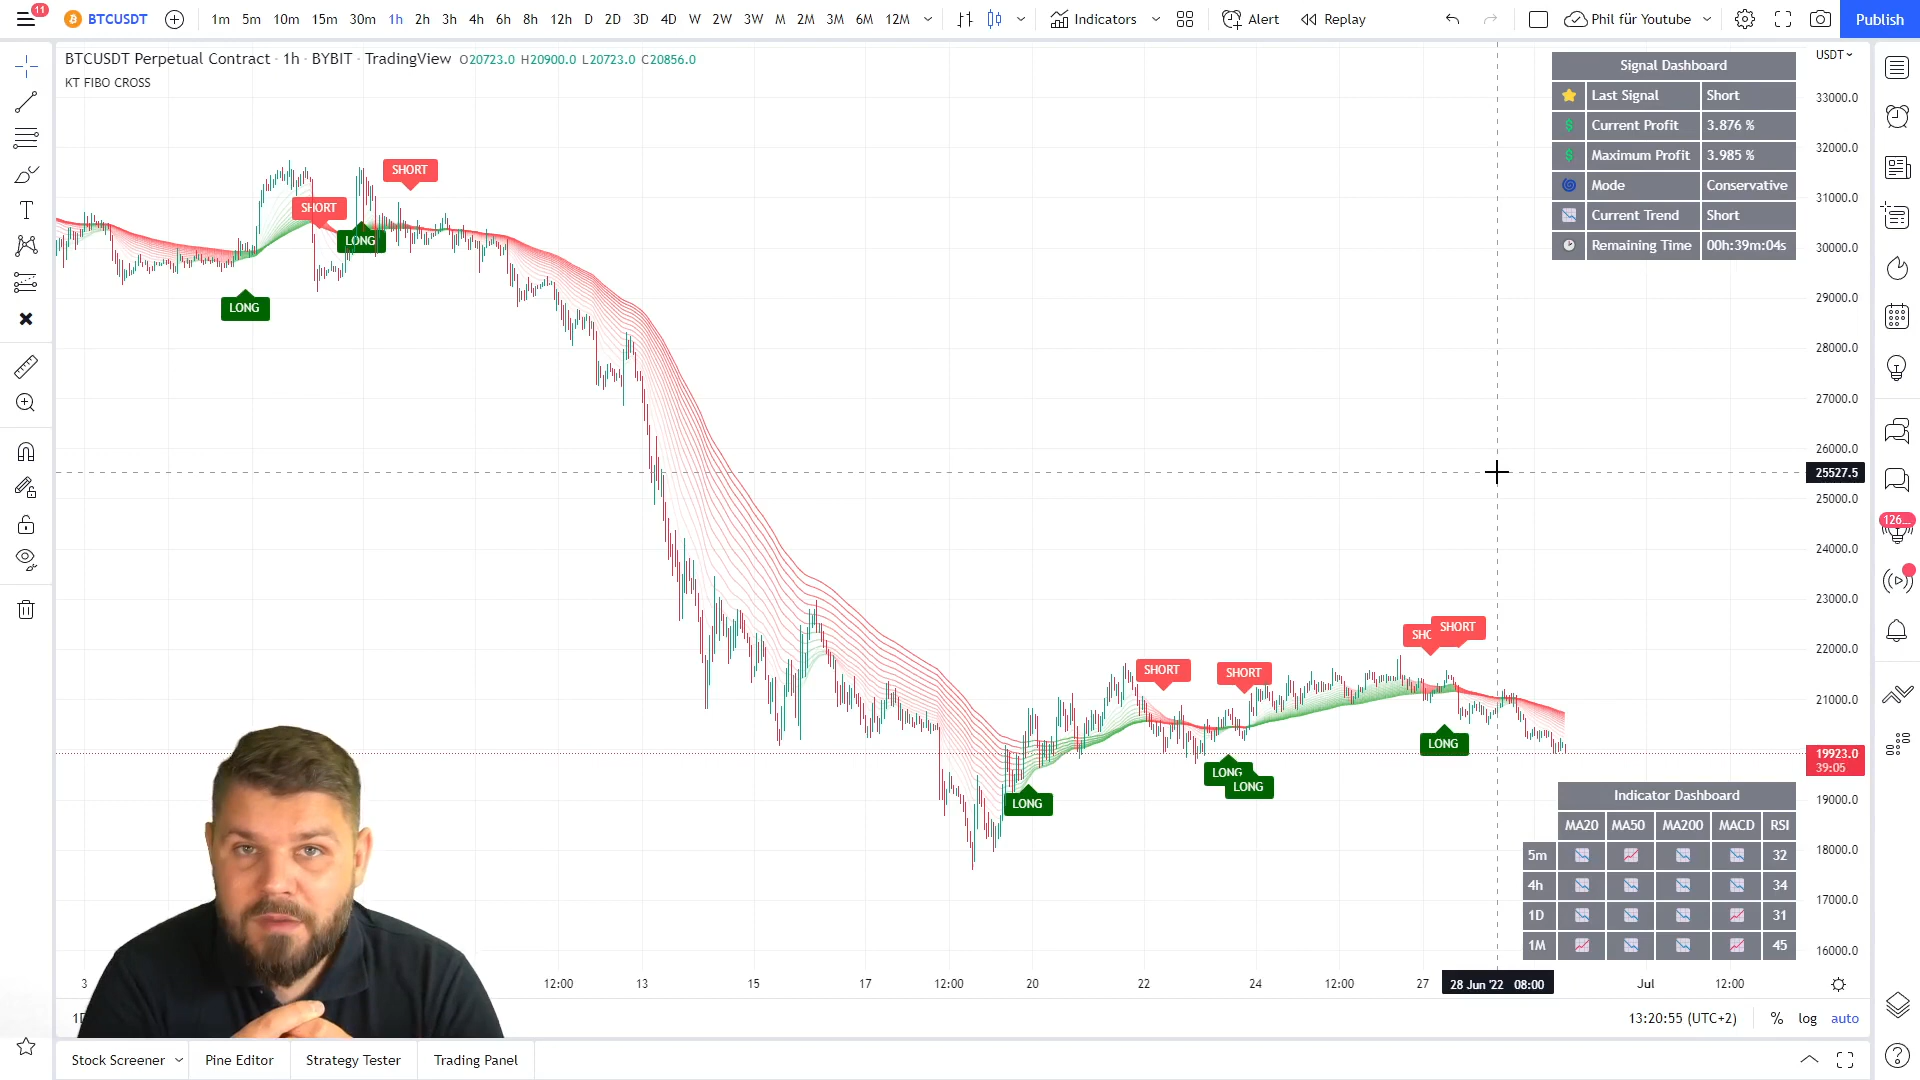 11
BTCUSDT 1m 5m 10m 15m 30m 1h 2h 3h 4h 6h 8h 12h D 2D 3D 4D W 2W 3W M 2M 3M 6M 12M Indicators Alert Replay Phil für Youtube Publish
BTCUSDT Perpetual Contract · 1h · BYBIT · TradingView O20723.0 H20900.0 L20723.0 C20856.0
KT FIBO CROSS
USDT
Signal Dashboard
Last Signal Short
Current Profit 3.876 %
Maximum Profit 3.985 %
Mode Conservative
Current Trend Short
Remaining Time 00h:39m:04s
33000.0
32000.0
31000.0
30000.0
29000.0
28000.0
27000.0
26000.0
25527.5
25000.0
24000.0
23000.0
22000.0
21000.0
19923.0
39:05
19000.0
18000.0
17000.0
16000.0
SHORT
SHORT
LONG
LONG
SHORT
SHORT
SHO
SHORT
LONG
LONG
LONG
LONG
126...
Indicator Dashboard
MA20 MA50 MA200 MACD RSI
5m 32
4h 34
1D 31
1M 45
3 12:00 13 15 17 12:00 20 22 24 12:00 27 28 Jun '22 08:00 Jul 12:00
13:20:55 (UTC+2) % log auto
Stock Screener Pine Editor Strategy Tester Trading Panel